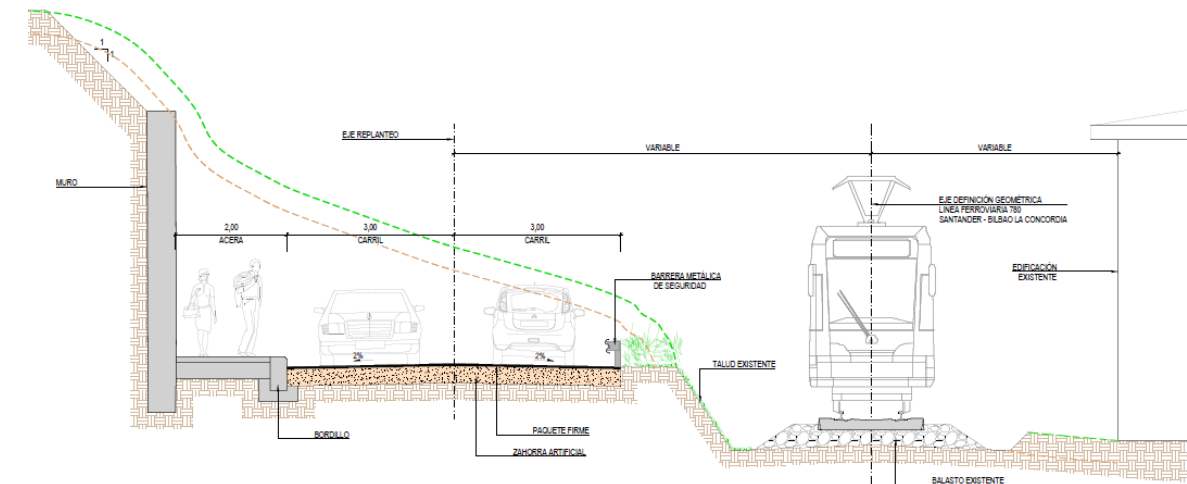 1
1
EJE REPLANTEO
VARIABLE
VARIABLE
MURO
EJE DEFINICIÓN GEOMÉTRICA
LÍNEA FERROVIARIA 780
SANTANDER - BILBAO LA CONCORDIA
2,00
3,00
3,00
ACERA
CARRIL
CARRIL
EDIFICACIÓN
EXISTENTE
BARRERA METÁLICA
DE SEGURIDAD
2%
2%
TALUD EXISTENTE
BORDILLO
PAQUETE FIRME
ZAHORRA ARTIFICIAL
BALASTO EXISTENTE